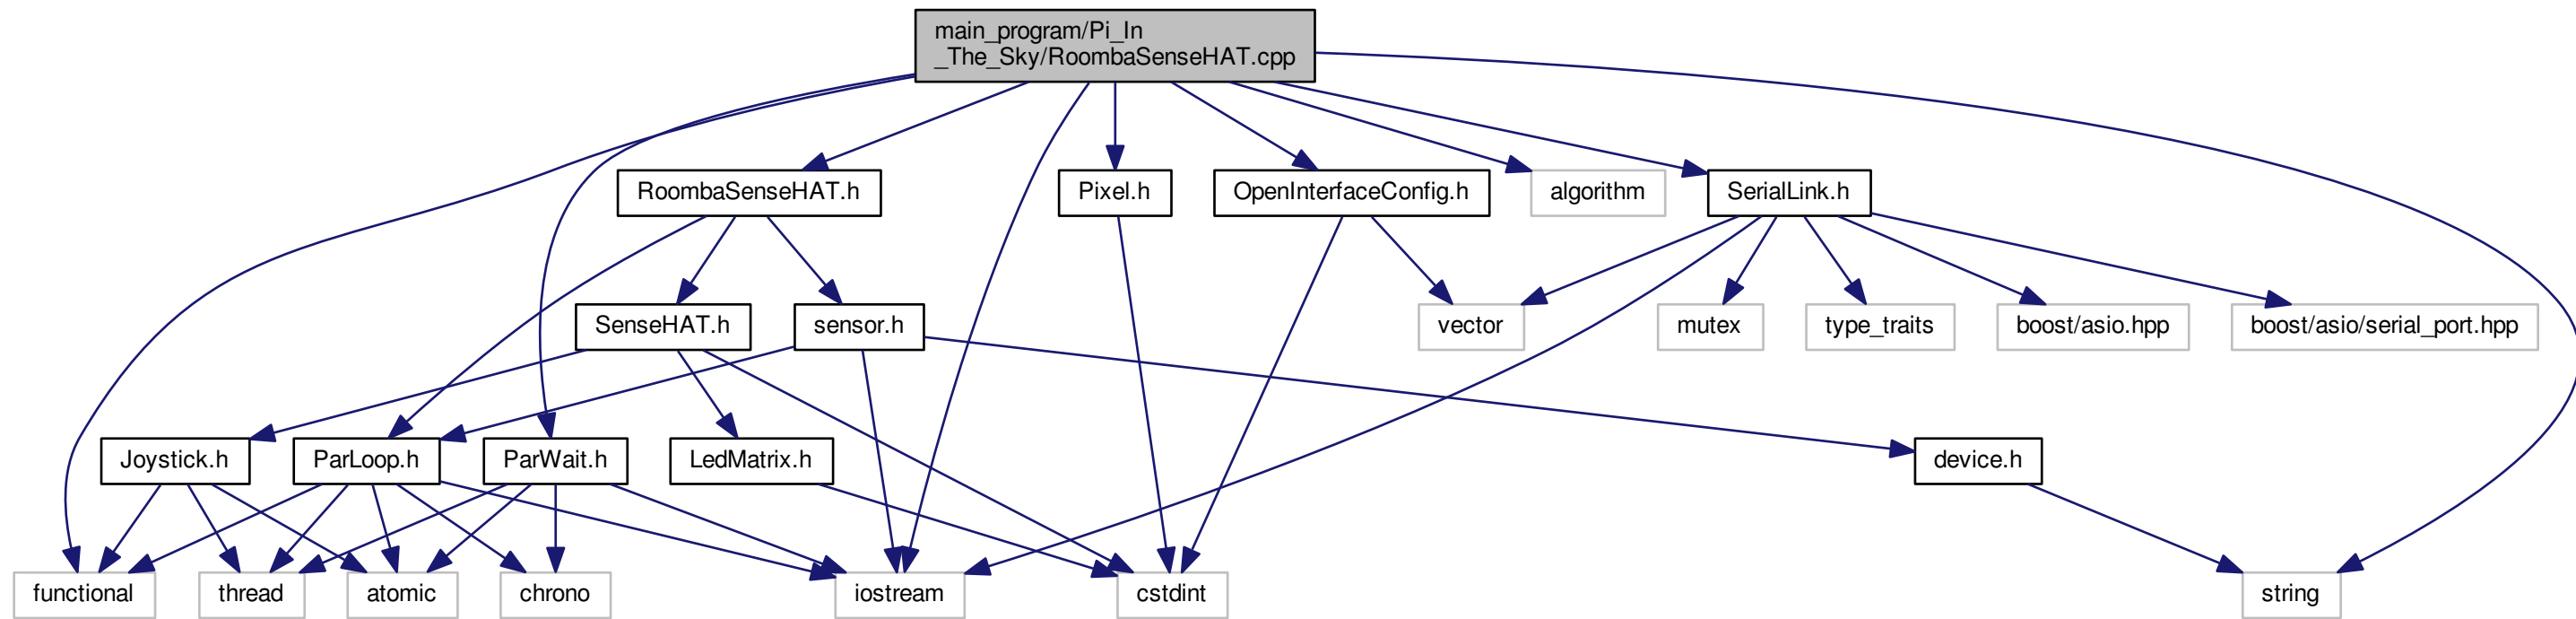 main_program/Pi_In
_The_Sky/RoombaSenseHAT.cpp
RoombaSenseHAT.h
Pixel.h
OpenInterfaceConfig.h
algorithm
SerialLink.h
SenseHAT.h
sensor.h
vector
mutex
type_traits
boost/asio.hpp
boost/asio/serial_port.hpp
Joystick.h
ParLoop.h
ParWait.h
LedMatrix.h
device.h
functional
thread
atomic
chrono
iostream
cstdint
string